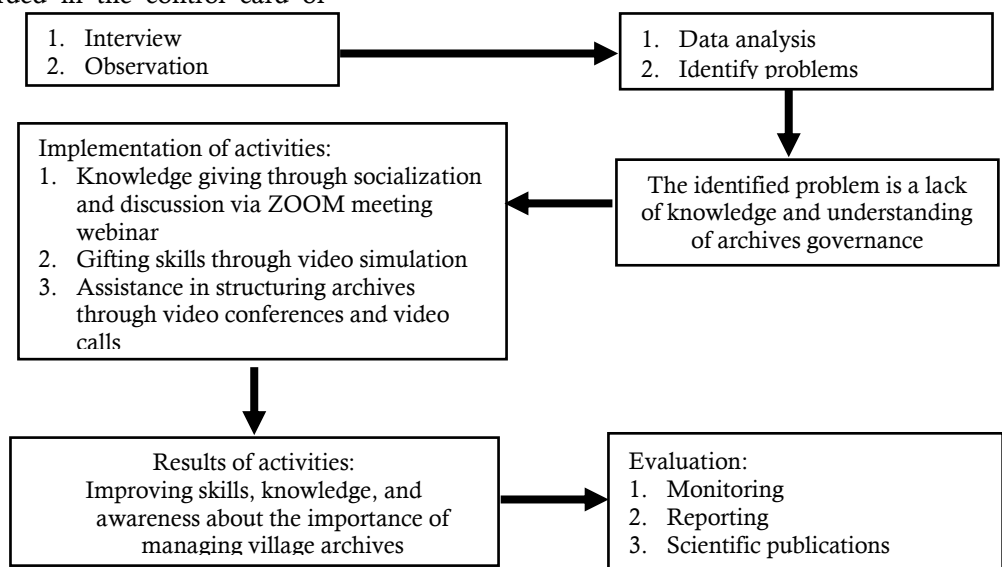 1. Interview
2. Observation
1. Data analysis
2. Identify problems
The identified problem is a lack
of knowledge and understanding
of archives governance
Implementation of activities:
1. Knowledge giving through socialization
and discussion via ZOOM meeting
webinar
2. Gifting skills through video simulation
3. Assistance in structuring archives
through video conferences and video
calls
Results of activities:
Improving skills, knowledge, and
awareness about the importance of
managing village archives
Evaluation:
1. Monitoring
2. Reporting
3. Scientific publications